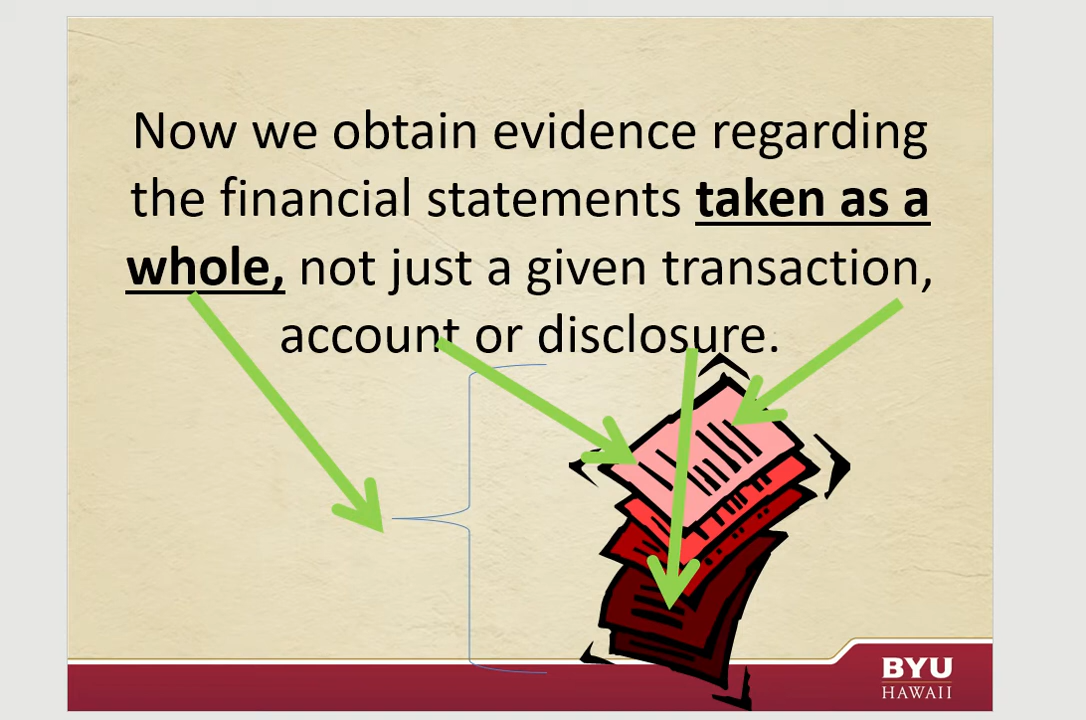 Now we obtain evidence regarding
the financial statements taken as a
whole, not just a given transaction,
account or disclosure.
BYU
HAWAII